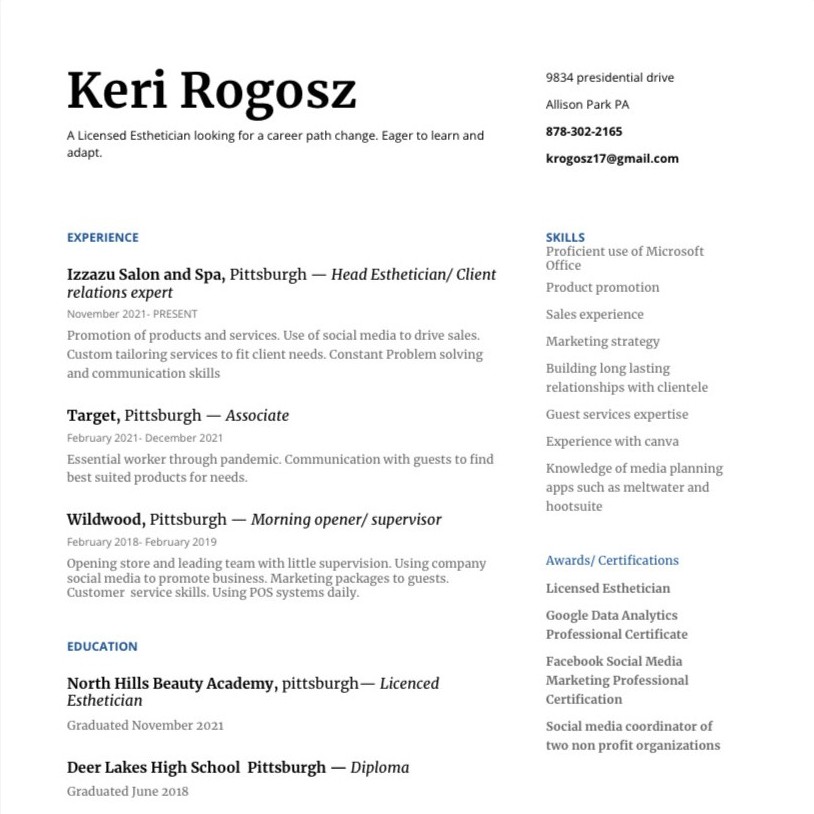 Keri Rogosz
A Licensed Esthetician looking for a career path change. Eager to learn and
adapt.
9834 presidential drive
Allison Park PA
878-302-2165
krogosz17@gmail.com
EXPERIENCE
Izzazu Salon and Spa, Pittsburgh — Head Esthetician/ Client
relations expert
November 2021- PRESENT
Promotion of products and services. Use of social media to drive sales.
Custom tailoring services to fit client needs. Constant Problem solving
and communication skills
Target, Pittsburgh — Associate
February 2021- December 2021
Essential worker through pandemic. Communication with guests to find
best suited products for needs.
Wildwood, Pittsburgh — Morning opener/ supervisor
February 2018- February 2019
Opening store and leading team with little supervision. Using company
social media to promote business. Marketing packages to guests.
Customer  service skills. Using POS systems daily.
EDUCATION
North Hills Beauty Academy, pittsburgh— Licenced
Esthetician
Graduated November 2021
Deer Lakes High School  Pittsburgh — Diploma
Graduated June 2018
SKILLS
Proficient use of Microsoft
Office
Product promotion
Sales experience
Marketing strategy
Building long lasting
relationships with clientele
Guest services expertise
Experience with canva
Knowledge of media planning
apps such as meltwater and
hootsuite
Awards/ Certifications
Licensed Esthetician
Google Data Analytics
Professional Certificate
Facebook Social Media
Marketing Professional
Certification
Social media coordinator of
two non profit organizations